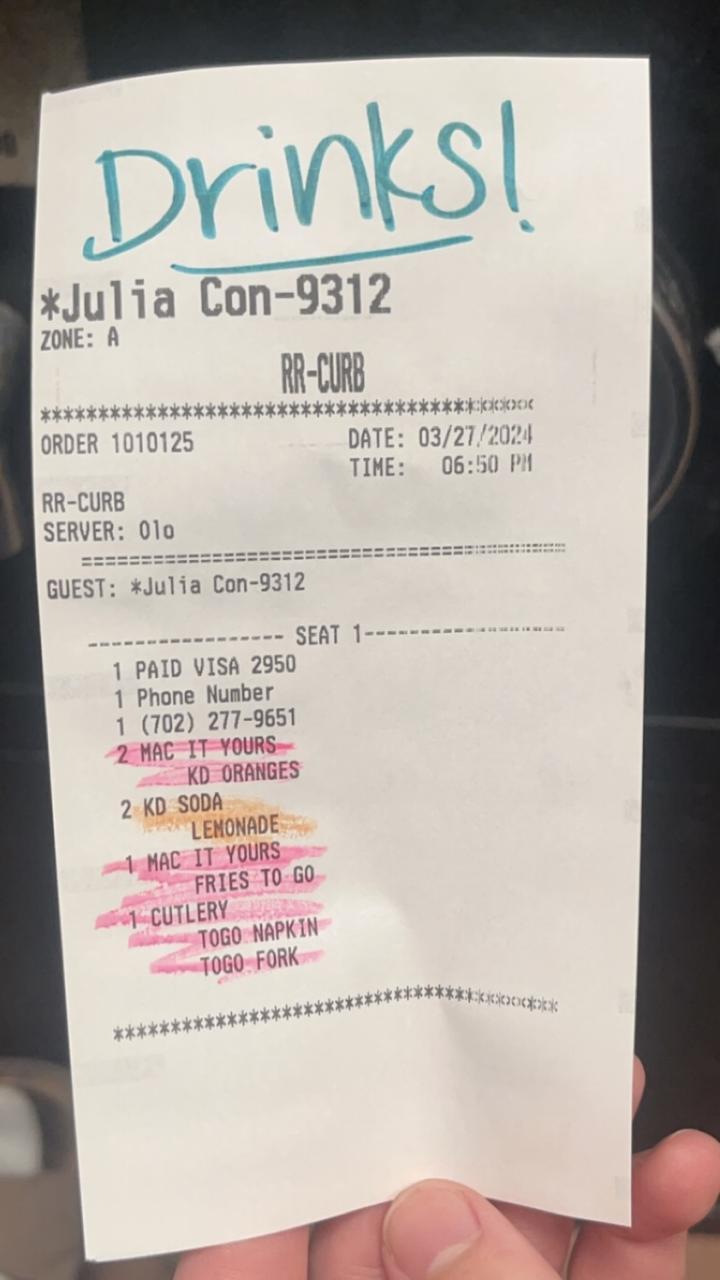 Drinks!
*Julia Con-9312
ZONE: A
RR-CURB
****************************************
ORDER 1010125 DATE: 03/27/2024
TIME: 06:50 PM
RR-CURB
SERVER: Olo
========================================
GUEST: *Julia Con-9312
----------------- SEAT 1-----------------
1 PAID VISA 2950
1 Phone Number
1 (702) 277-9651
2 MAC IT YOURS
KD ORANGES
2 KD SODA
LEMONADE
1 MAC IT YOURS
FRIES TO GO
1 CUTLERY
TOGO NAPKIN
TOGO FORK
****************************************